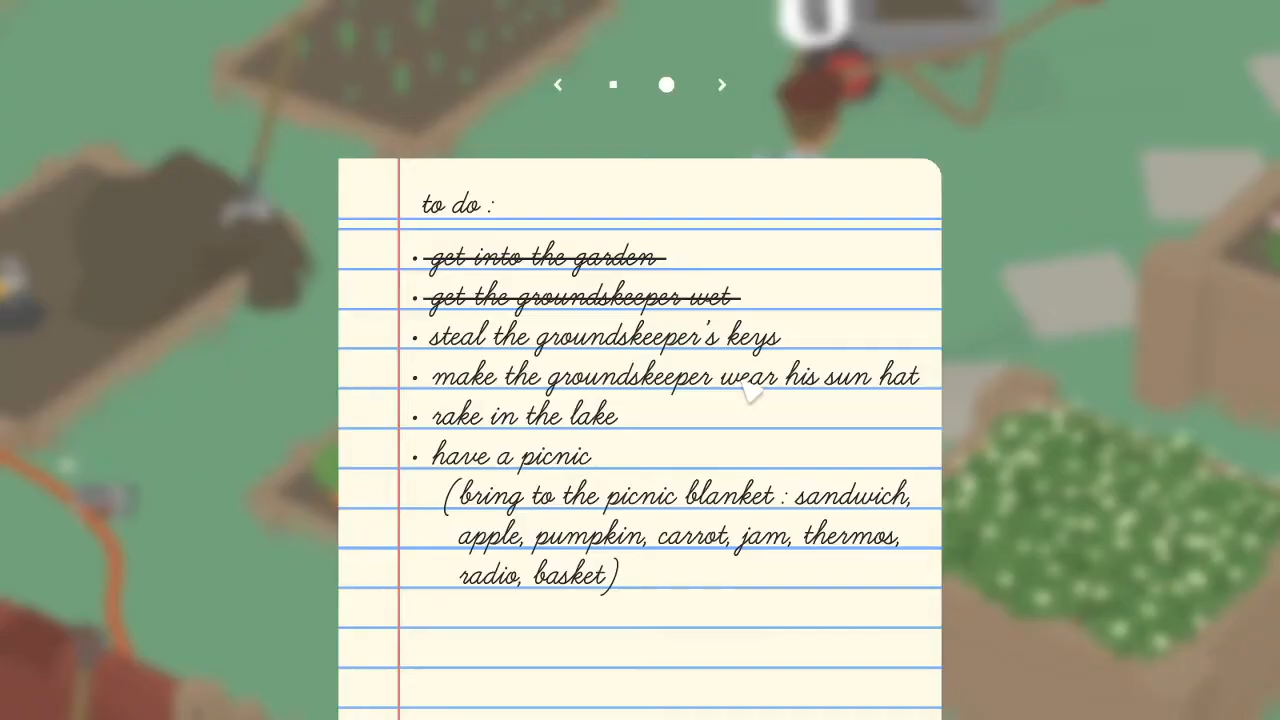 to do :
• get into the garden
• get the groundskeeper wet
• steal the groundskeeper's keys
• make the groundskeeper wear his sun hat
• rake in the lake
• have a picnic
(bring to the picnic blanket : sandwich,
apple, pumpkin, carrot, jam, thermos,
radio, basket)